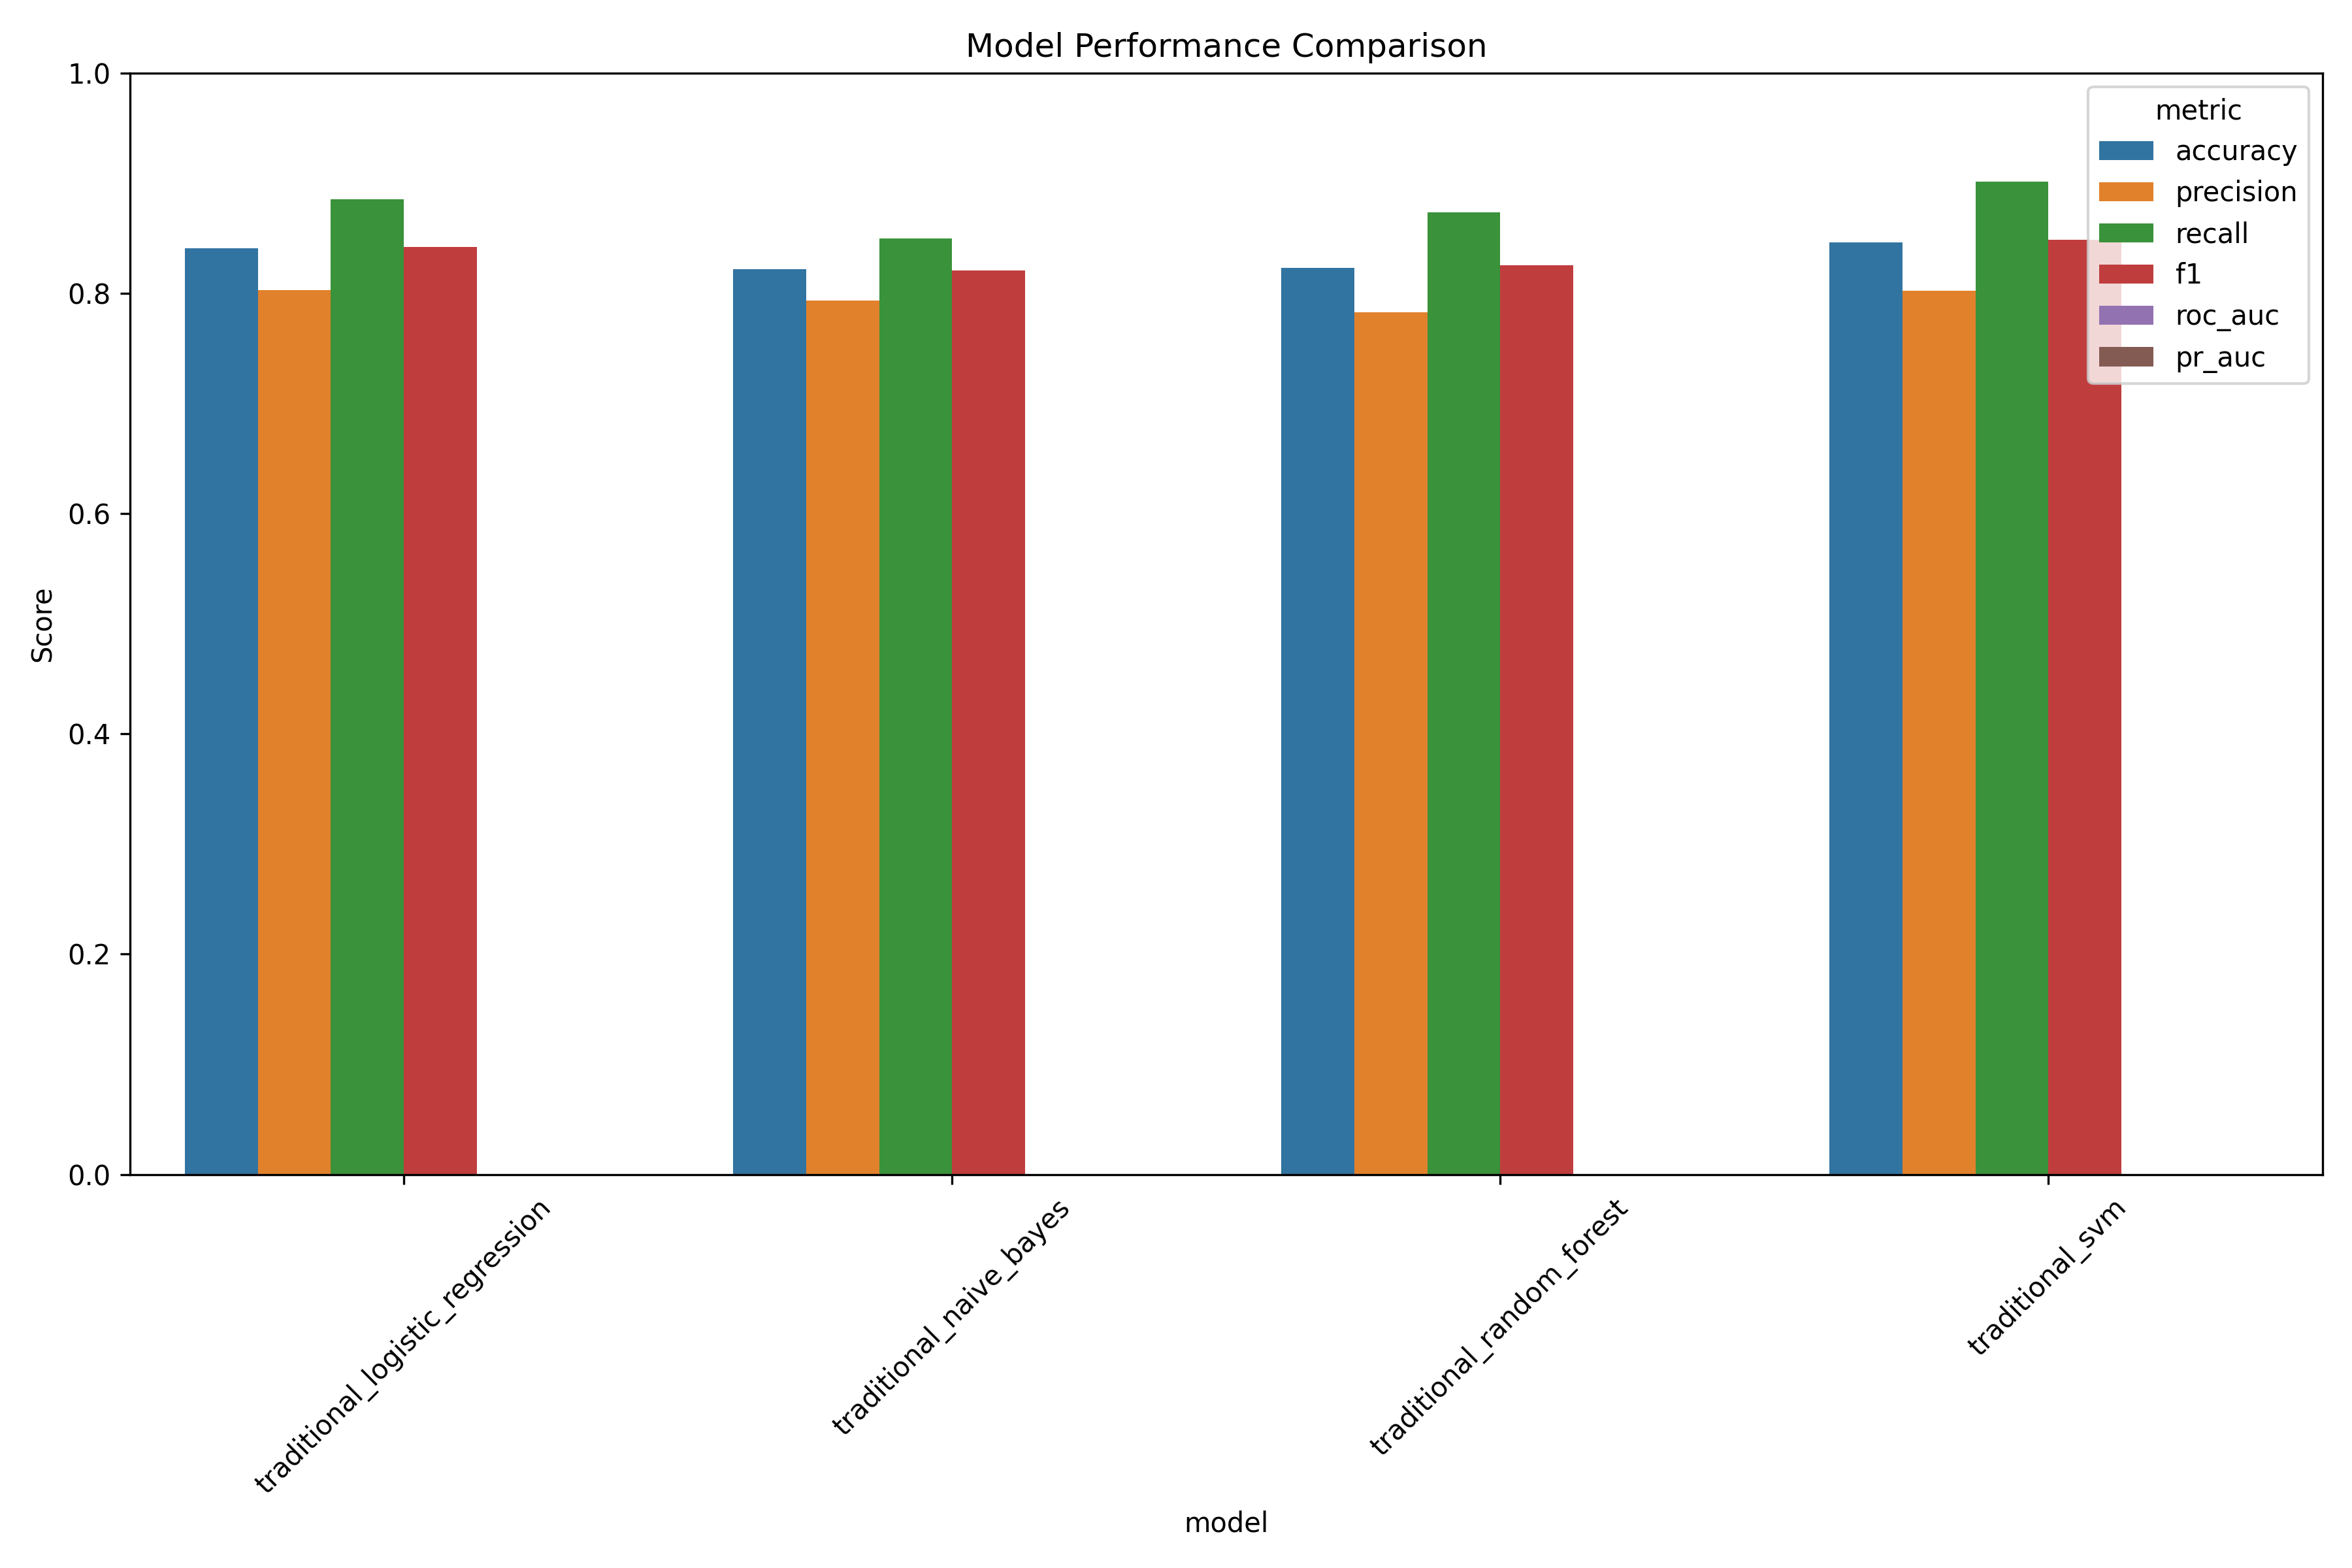 Model Performance Comparison
1.0
0.8
0.6
0.4
0.2
0.0
Score
metric
accuracy
precision
recall
f1
roc_auc
pr_auc
traditional_logistic_regression
traditional_naive_bayes
traditional_random_forest
traditional_svm
model